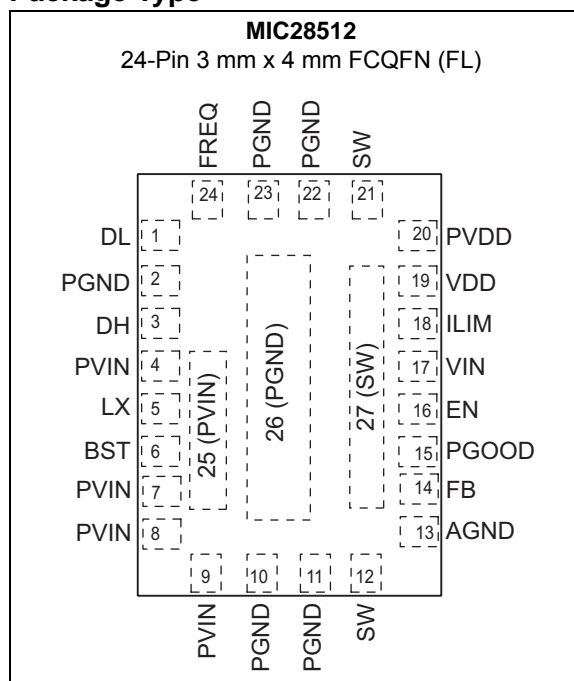 MIC28512
24-Pin 3 mm x 4 mm FCQFN (FL)
FREQ
PGND
PGND
SW
24
23
22
21
DL 1
20 PVDD
PGND 2
19 VDD
DH 3
18 ILIM
PVIN 4
17 VIN
LX 5
16 EN
BST 6
15 PGOOD
PVIN 7
14 FB
PVIN 8
13 AGND
25 (PVIN)
26 (PGND)
27 (SW)
9
10
11
12
PVIN
PGND
PGND
SW